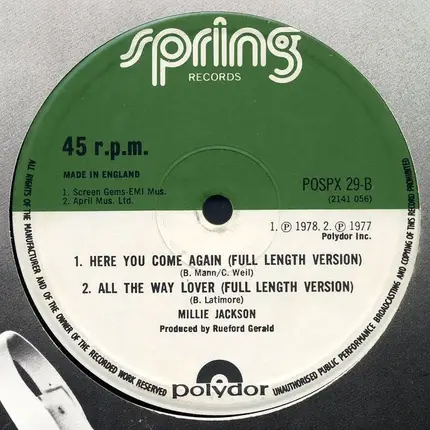 spring
RECORDS
45 r.p.m.
MADE IN ENGLAND
1. Screen Gems-EMI Mus.
2. April Mus. Ltd.
POSPX 29-B
(2141 056)
1. ℗ 1978. 2. ℗ 1977
Polydor Inc.
1. HERE YOU COME AGAIN (FULL LENGTH VERSION)
(B. Mann/C. Weil)
2. ALL THE WAY LOVER (FULL LENGTH VERSION)
(B. Latimore)
MILLIE JACKSON
Produced by Rueford Gerald
polydor
ALL RIGHTS OF THE MANUFACTURER AND OF THE OWNER OF THE RECORDED WORK RESERVED
UNAUTHORISED PUBLIC PERFORMANCE BROADCASTING AND COPYING OF THIS RECORD PROHIBITED